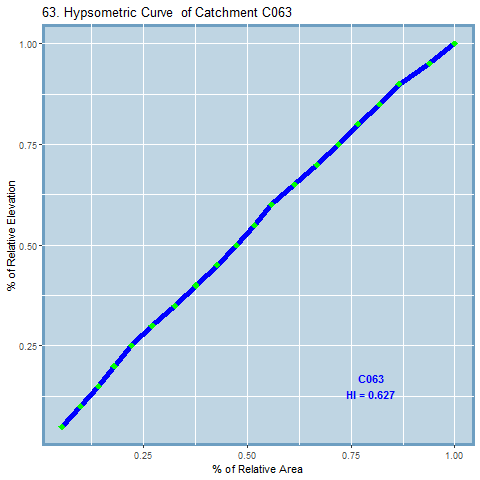 63. Hypsometric Curve  of Catchment C063
% of Relative Elevation
1.00
0.75
0.50
0.25
C063
HI = 0.627
0.25 0.50 0.75 1.00
% of Relative Area